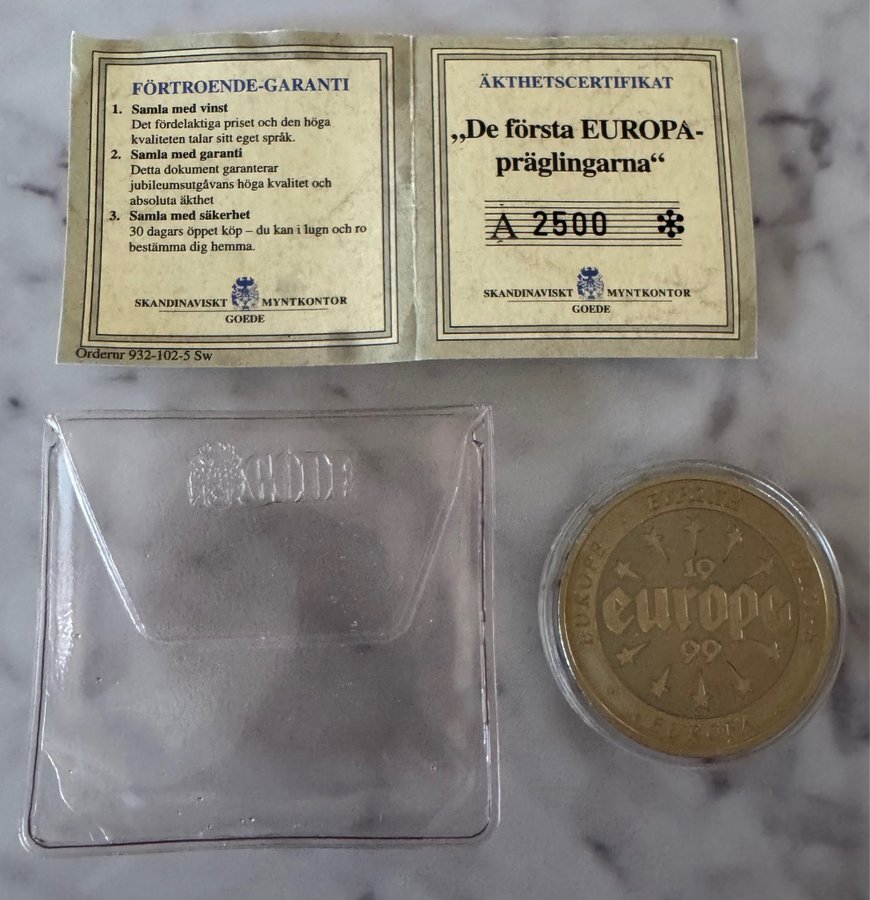 FÖRTROENDE-GARANTI
1. Samla med vinst
Det fördelaktiga priset och den höga
kvaliteten talar sitt eget språk.
2. Samla med garanti
Detta dokument garanterar
jubileumsutgåvans höga kvalitet och
absoluta äkthet
3. Samla med säkerhet
30 dagars öppet köp – du kan i lugn och ro
bestämma dig hemma.
SKANDINAVISKT MYNTKONTOR
GOEDE
Ordernr 932-102-5 Sw
ÄKTHETSCERTIFIKAT
„De första EUROPA-
präglingarna“
A 2500 ✻
SKANDINAVISKT MYNTKONTOR
GOEDE
GÖDE
EUROPE
19
europe
99
EUROPA